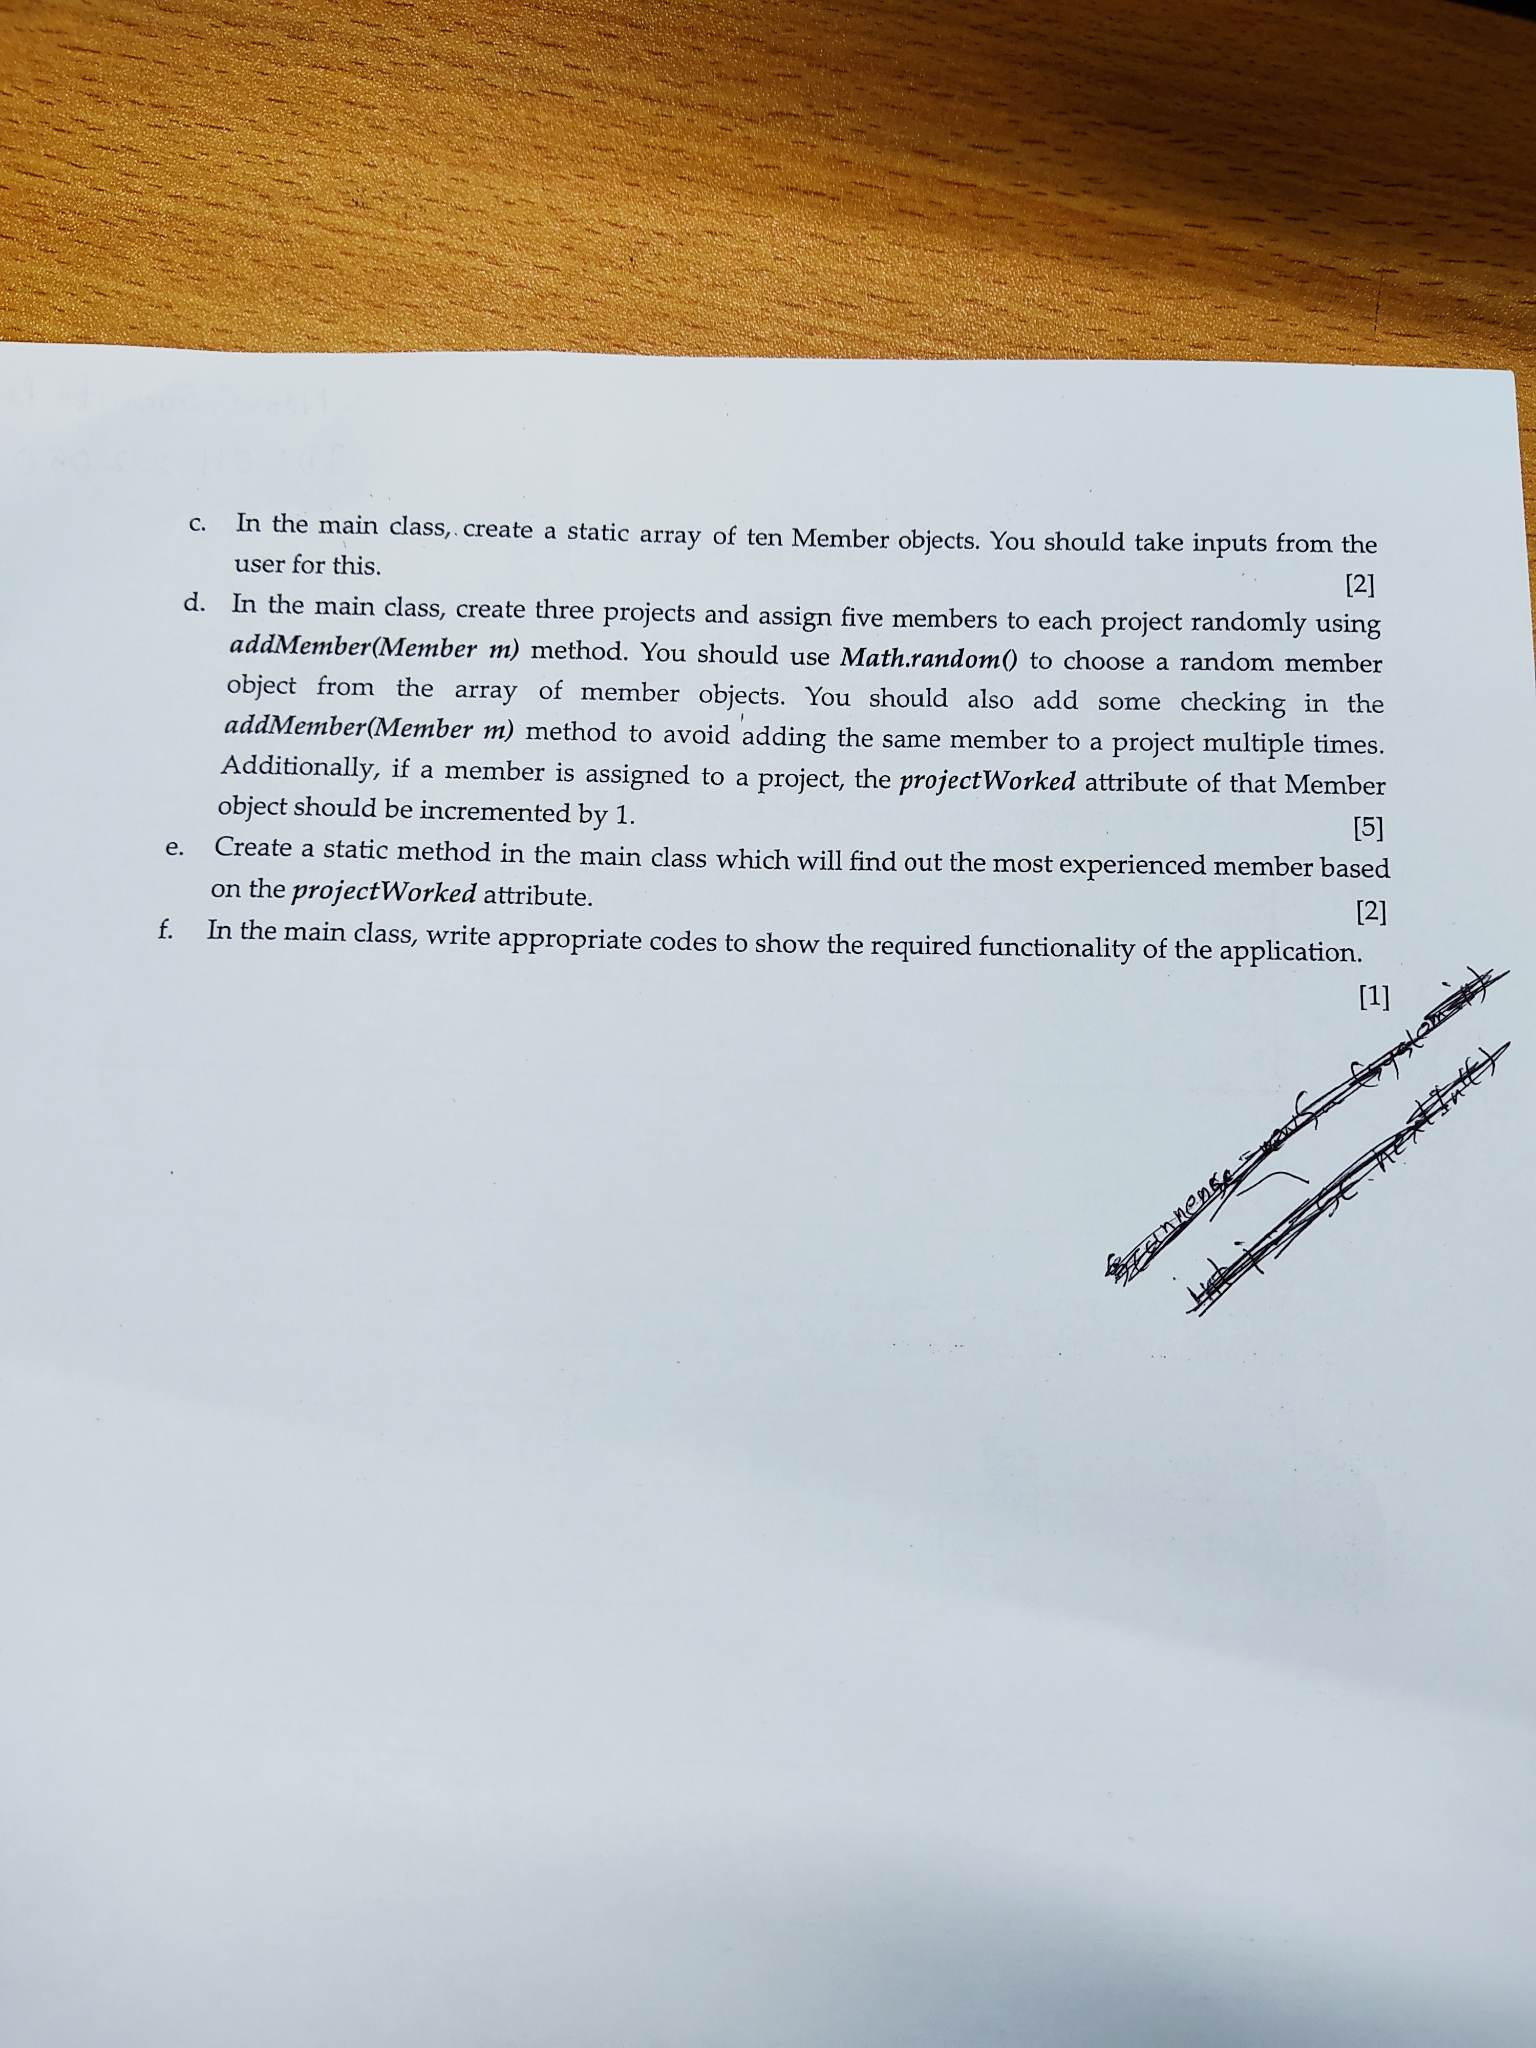 c. In the main class, create a static array of ten Member objects. You should take inputs from the
user for this.
[2]
d. In the main class, create three projects and assign five members to each project randomly using
addMember(Member m) method. You should use Math.random() to choose a random member
object from the array of member objects. You should also add some checking in the
addMember(Member m) method to avoid adding the same member to a project multiple times.
Additionally, if a member is assigned to a project, the projectWorked attribute of that Member
object should be incremented by 1.
[5]
e. Create a static method in the main class which will find out the most experienced member based
on the projectWorked attribute.
[2]
f. In the main class, write appropriate codes to show the required functionality of the application.
[1]